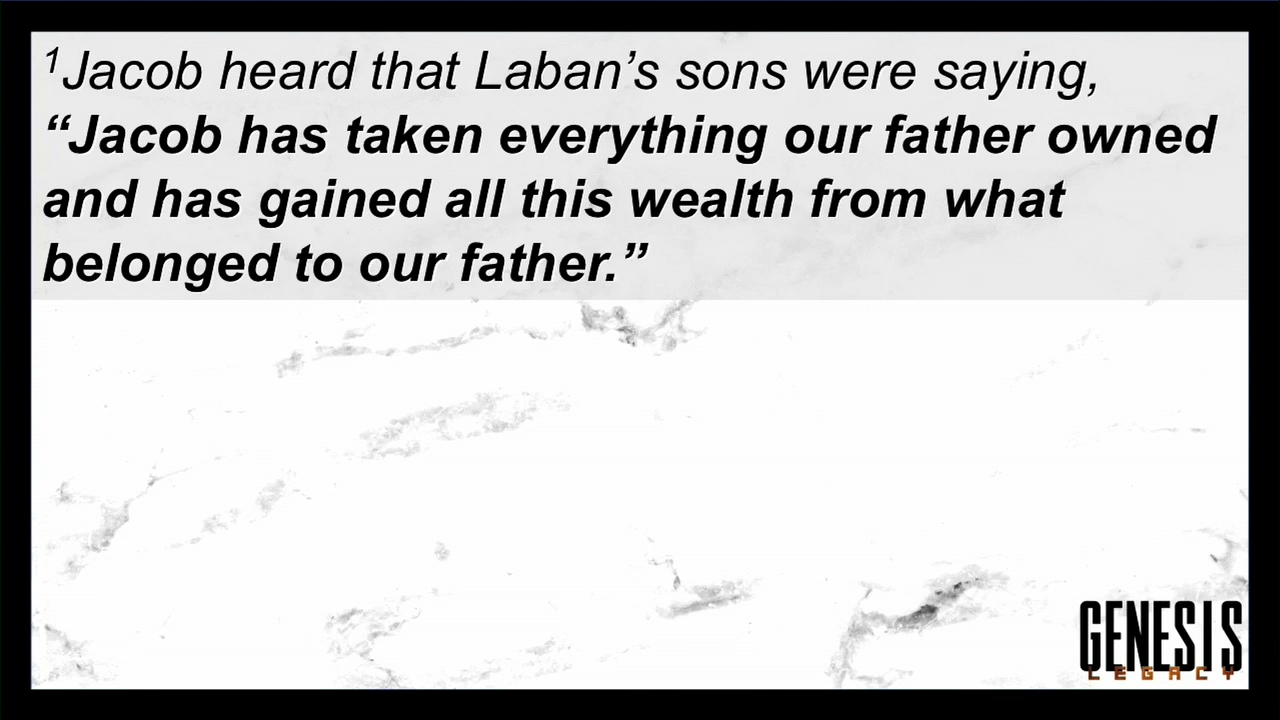 ¹Jacob heard that Laban’s sons were saying,
“Jacob has taken everything our father owned
and has gained all this wealth from what
belonged to our father.”
GENESIS
LEGACY